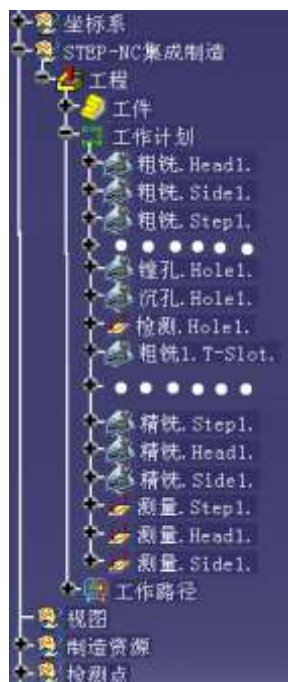 坐标系
STEP-NC集成制造
工程
工件
工作计划
粗铣.Head1.
粗铣.Side1.
粗铣.Step1.
● ● ● ● ● ●
镗孔.Hole1.
沉孔.Hole1.
检测.Hole1.
粗铣1.T-Slot.
● ● ● ● ● ●
精铣.Step1.
精铣.Head1.
精铣.Side1.
测量.Step1.
测量.Head1.
测量.Side1.
工作路径
视图
制造资源
检测点